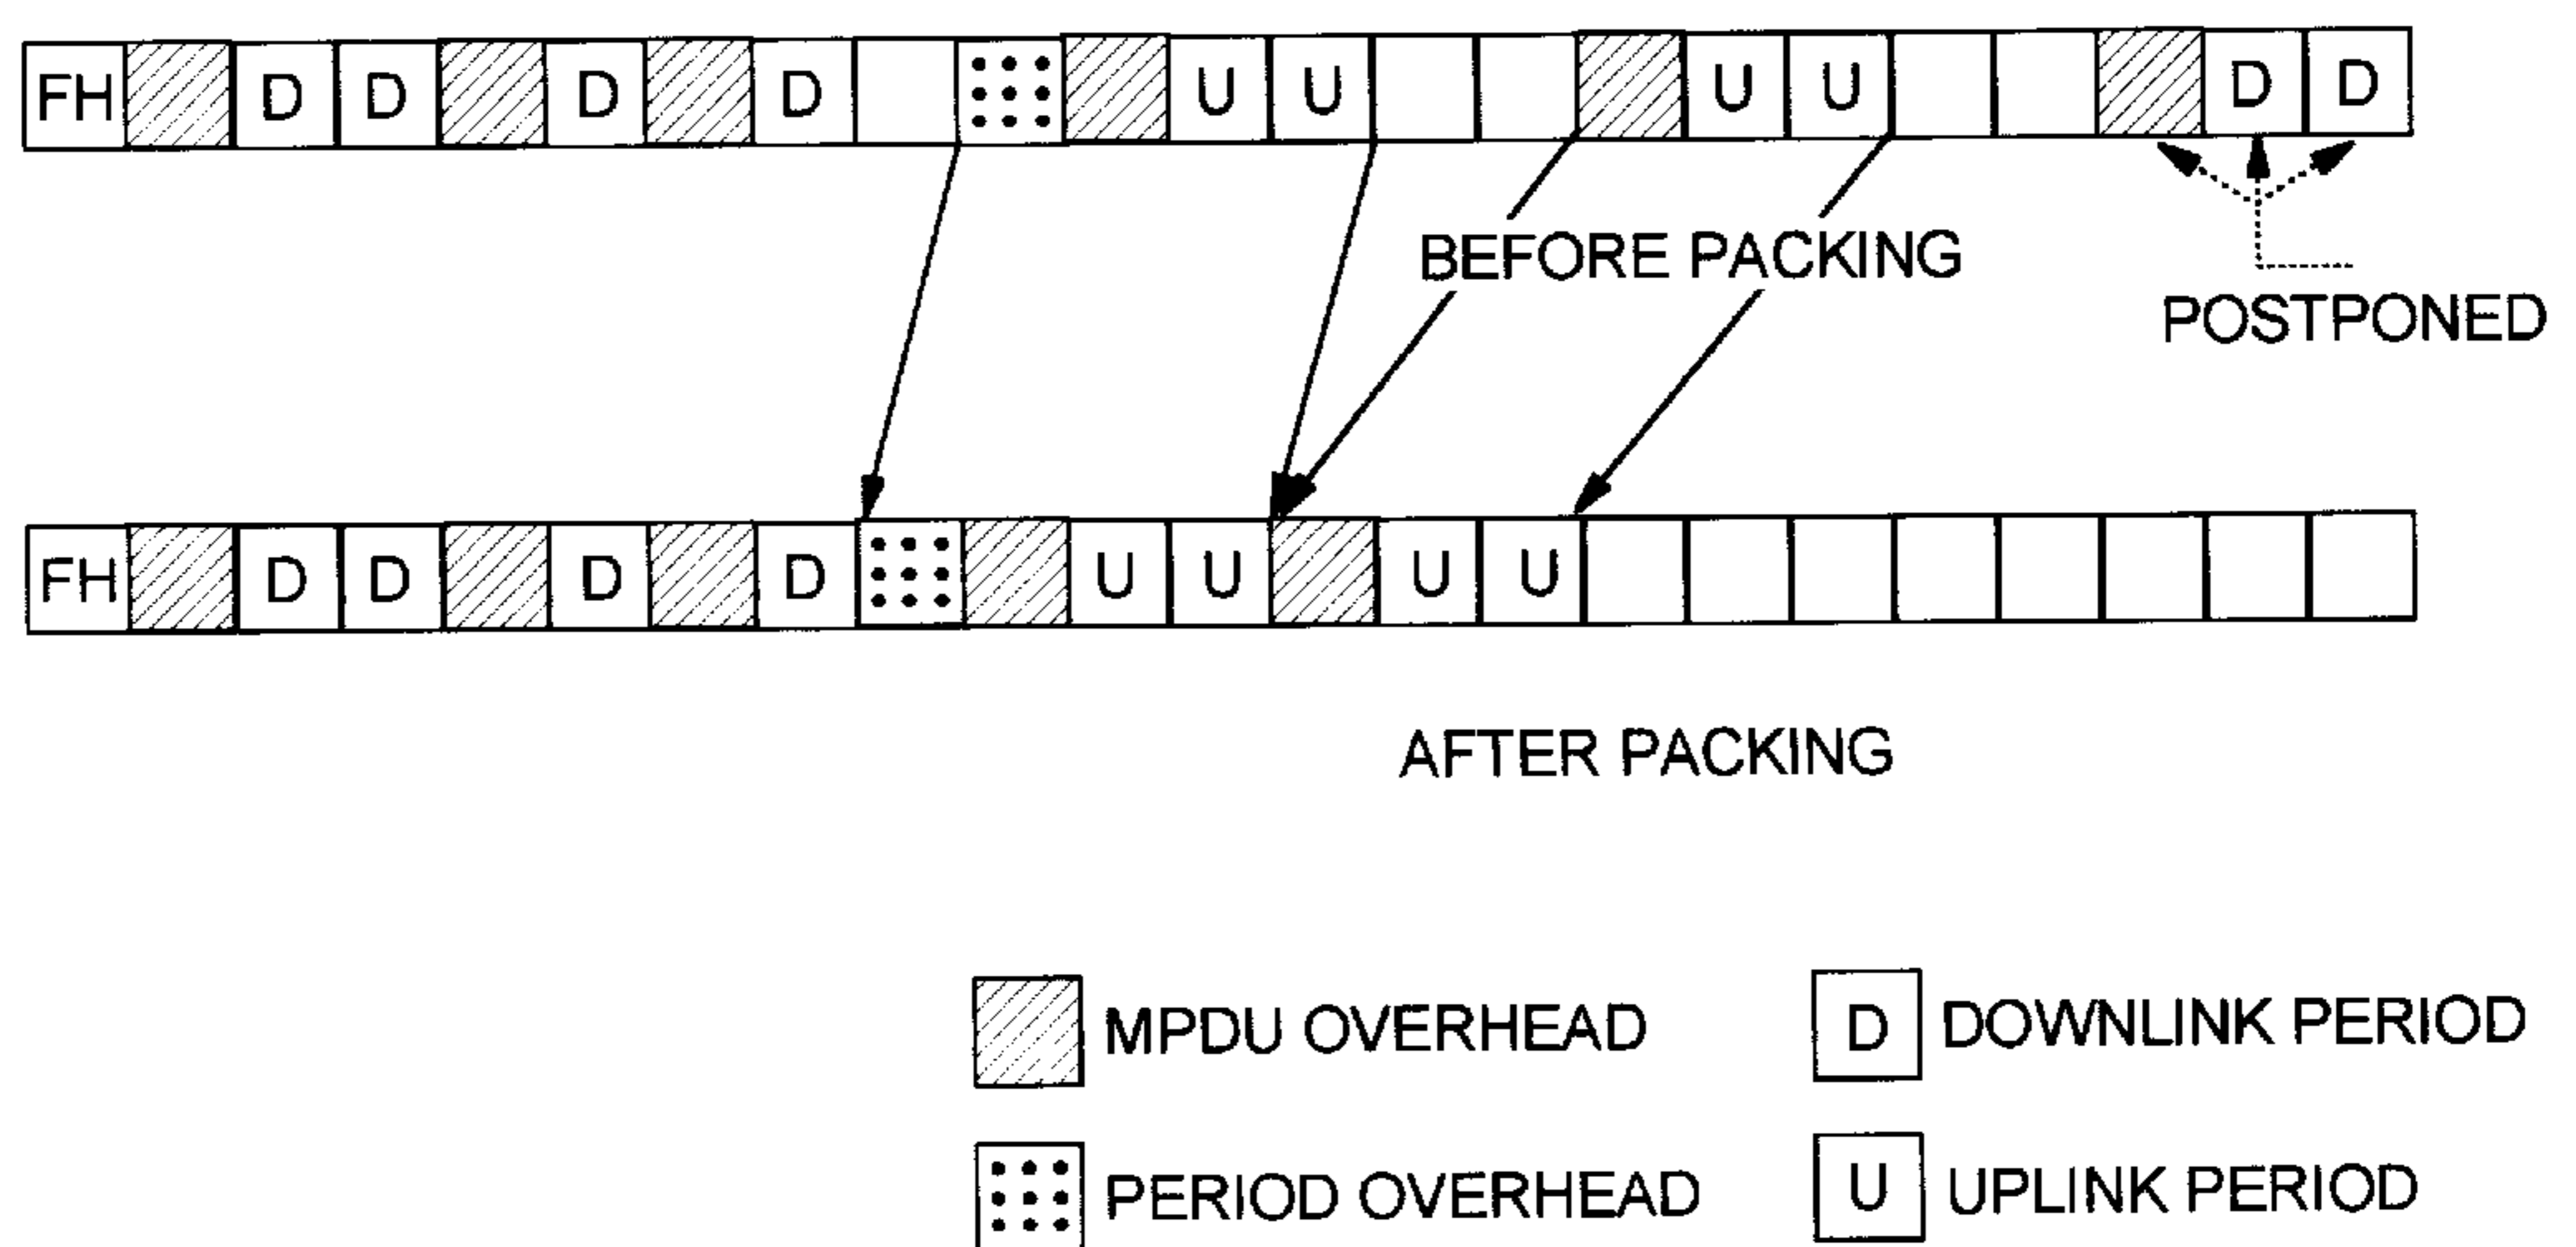 FH D D D D U U U U D D
BEFORE PACKING
POSTPONED
FH D D D D U U U U
AFTER PACKING
MPDU OVERHEAD
D DOWNLINK PERIOD
PERIOD OVERHEAD
U UPLINK PERIOD